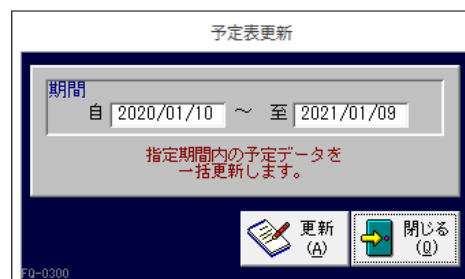 予定表更新
期間
自 2020/01/10 ～ 至 2021/01/09
指定期間内の予定データを
一括更新します。
更新
(A)
閉じる
(Q)
FQ-0300